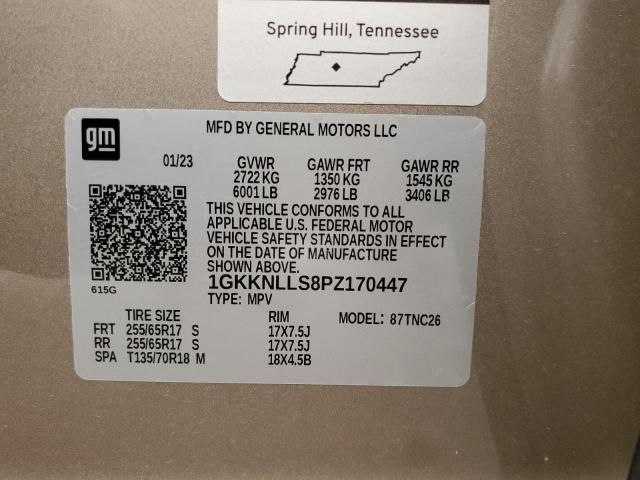 Spring Hill, Tennessee
gm
MFD BY GENERAL MOTORS LLC
01/23 GVWR GAWR FRT GAWR RR
2722 KG 1350 KG 1545 KG
6001 LB 2976 LB 3406 LB
THIS VEHICLE CONFORMS TO ALL
APPLICABLE U.S. FEDERAL MOTOR
VEHICLE SAFETY STANDARDS IN EFFECT
ON THE DATE OF MANUFACTURE
SHOWN ABOVE.
1GKKNLLS8PZ170447
615G
TYPE: MPV
TIRE SIZE RIM MODEL: 87TNC26
FRT 255/65R17 S 17X7.5J
RR 255/65R17 S 17X7.5J
SPA T135/70R18 M 18X4.5B